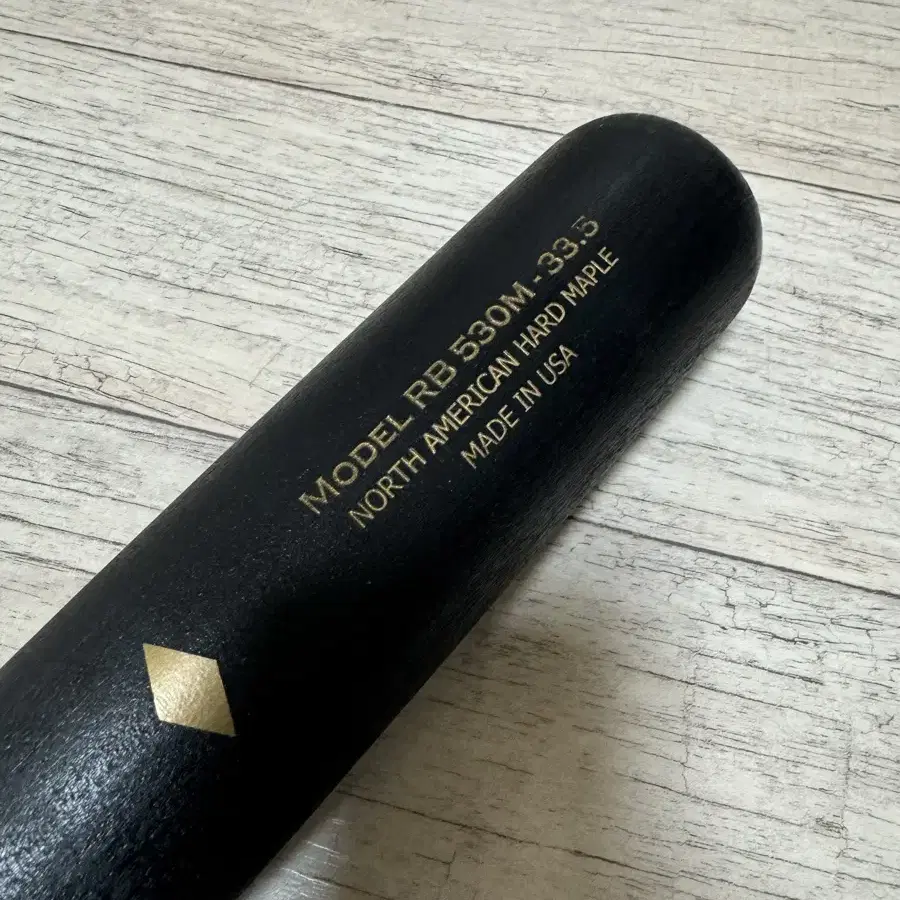 MODEL RB 530M - 33.5
NORTH AMERICAN HARD MAPLE
MADE IN USA